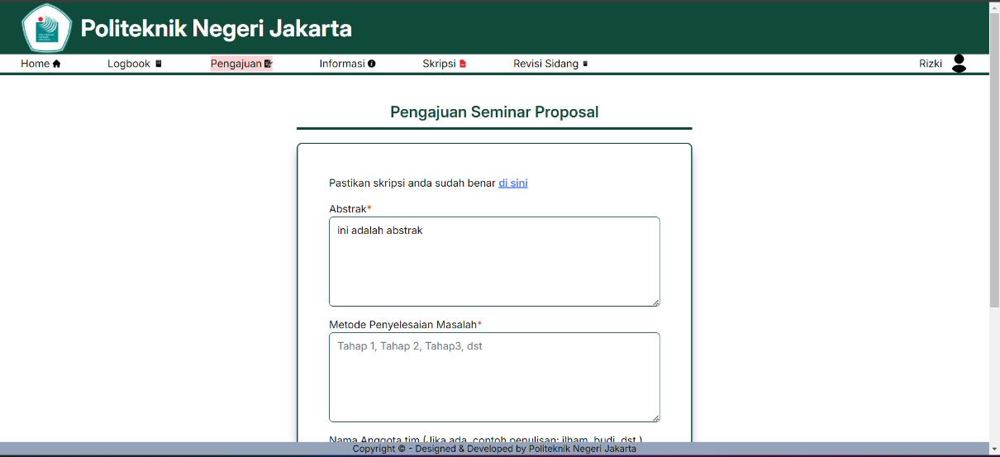 Politeknik Negeri Jakarta
Home Logbook Pengajuan Informasi Skripsi Revisi Sidang Rizki
Pengajuan Seminar Proposal
Pastikan skripsi anda sudah benar di sini
Abstrak*
ini adalah abstrak
Metode Penyelesaian Masalah*
Tahap 1, Tahap 2, Tahap3, dst
Nama Anggota tim (Jika ada, contoh penulisan: ilham, budi, dst.)
Copyright © - Designed & Developed by Politeknik Negeri Jakarta